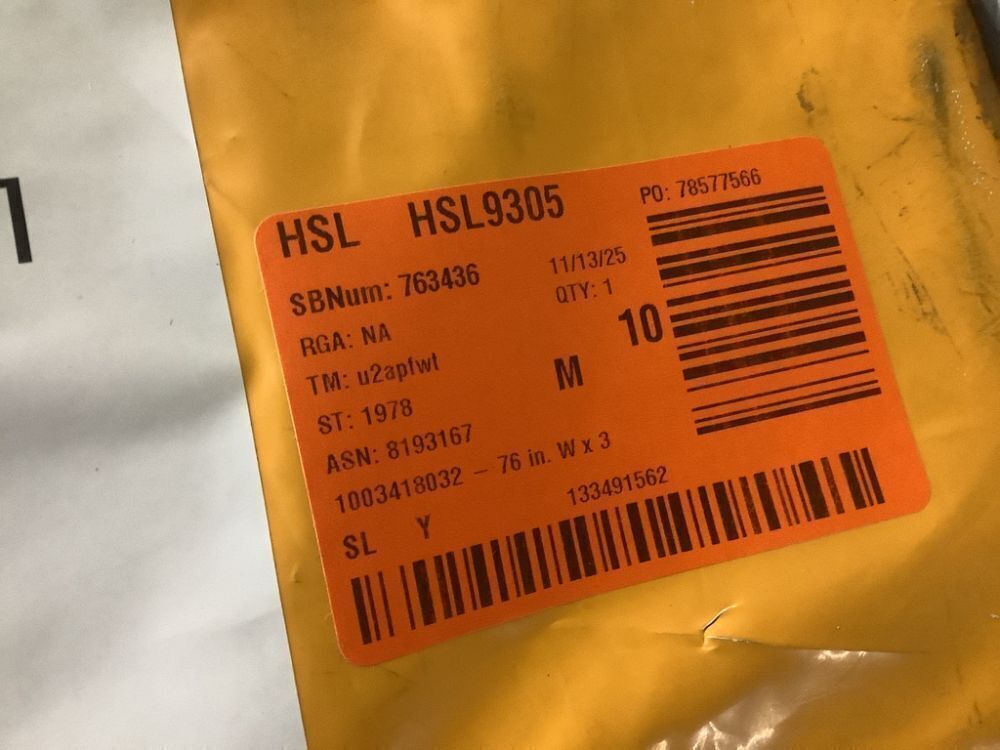 HSL HSL9305 PO: 78577566
SBNum: 763436 11/13/25
RGA: NA QTY: 1
TM: u2apfwt M 10
ST: 1978
ASN: 8193167
1003418032 – 76 in. W x 3
SL Y 133491562